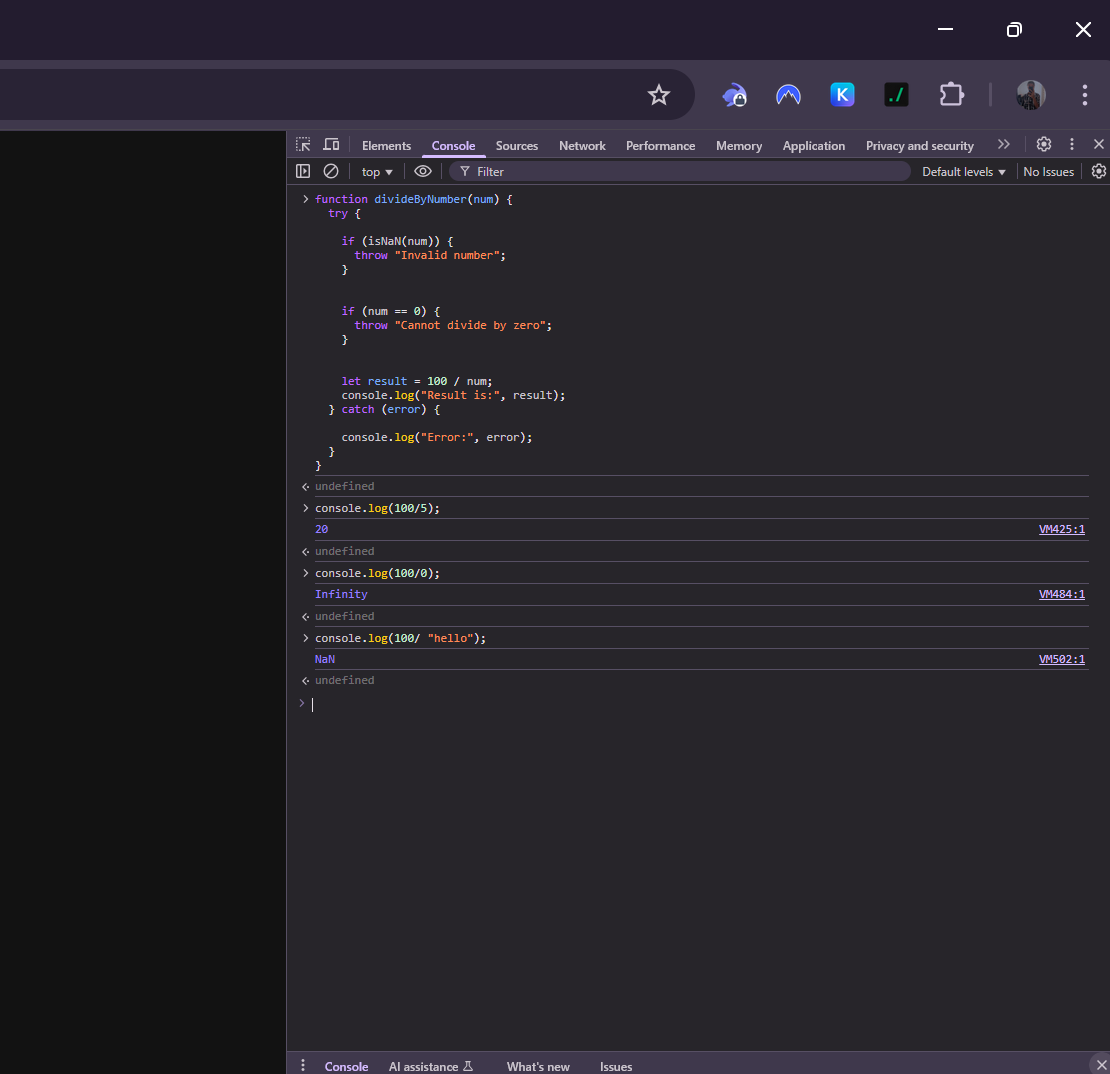 K
./
Elements Console Sources Network Performance Memory Application Privacy and security
top Filter Default levels No Issues
function divideByNumber(num) {
try {
if (isNaN(num)) {
throw "Invalid number";
}
if (num == 0) {
throw "Cannot divide by zero";
}
let result = 100 / num;
console.log("Result is:", result);
} catch (error) {
console.log("Error:", error);
}
}
undefined
console.log(100/5);
20 VM425:1
undefined
console.log(100/0);
Infinity VM484:1
undefined
console.log(100/ "hello");
NaN VM502:1
undefined
Console AI assistance What's new Issues